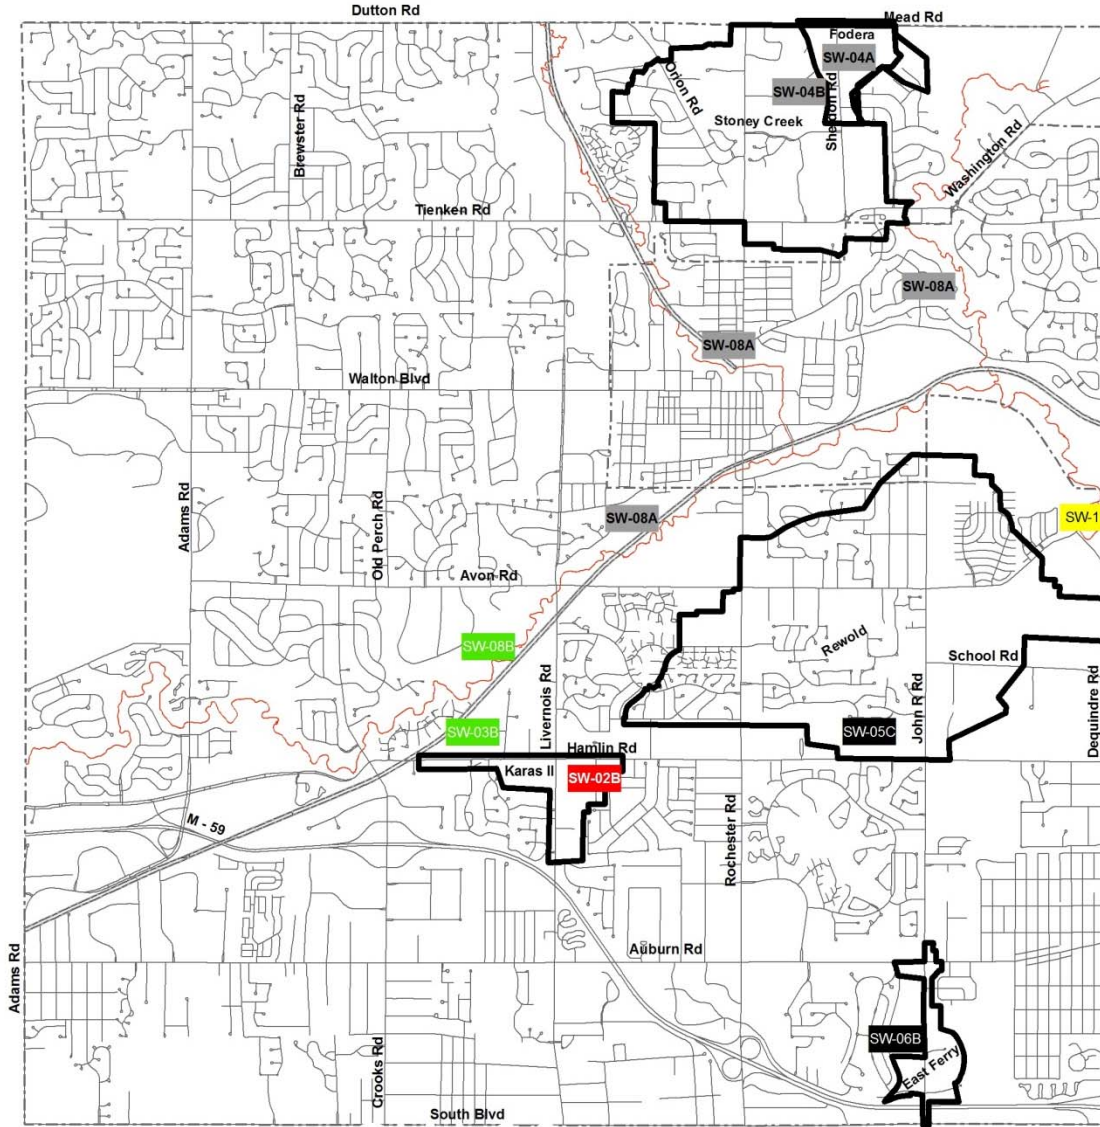 Dutton Rd
Mead Rd
Fodera
SW-04A
Orion Rd
SW-04B
Sheldon Rd
Brewster Rd
Stoney Creek
Washington Rd
Tienken Rd
SW-08A
SW-08A
Walton Blvd
Adams Rd
Old Perch Rd
SW-08A
SW-1
Avon Rd
SW-08B
Rewold
School Rd
Livernois Rd
John R Rd
Dequindre Rd
SW-03B
SW-05C
Hamlin Rd
Karas II
SW-02B
M - 59
Rochester Rd
Auburn Rd
Adams Rd
SW-06B
East Ferry
Crooks Rd
South Blvd